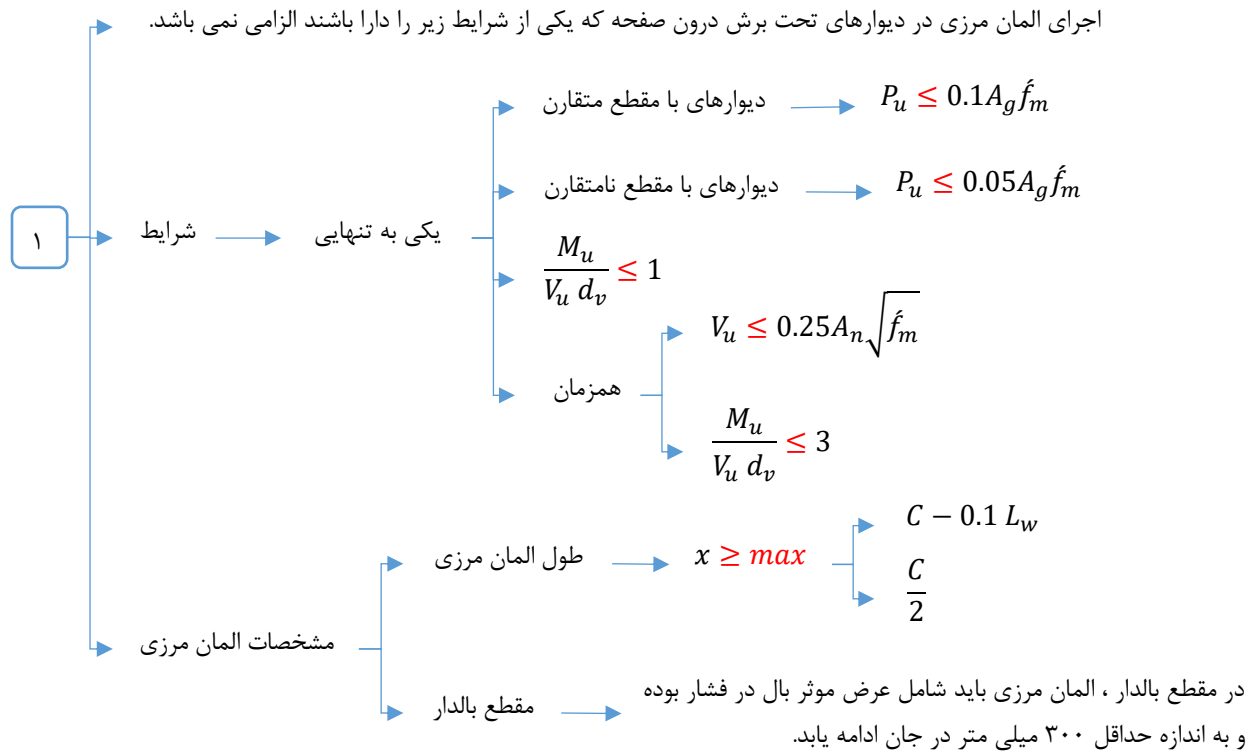 اجرای المان مرزی در دیوارهای تحت برش درون صفحه که یکی از شرایط زیر را دارا باشند الزامی نمی باشد.
۱
شرایط
یکی به تنهایی
دیوارهای با مقطع متقارن
P_u ≤ 0.1A_g f́_m
دیوارهای با مقطع نامتقارن
P_u ≤ 0.05A_g f́_m
M_u / (V_u d_v) ≤ 1
همزمان
V_u ≤ 0.25A_n √f́_m
M_u / (V_u d_v) ≤ 3
مشخصات المان مرزی
طول المان مرزی
x ≥ max
C − 0.1 L_w
C / 2
مقطع بالدار
در مقطع بالدار ، المان مرزی باید شامل عرض موثر بال در فشار بوده
و به اندازه حداقل ۳۰۰ میلی متر در جان ادامه یابد.